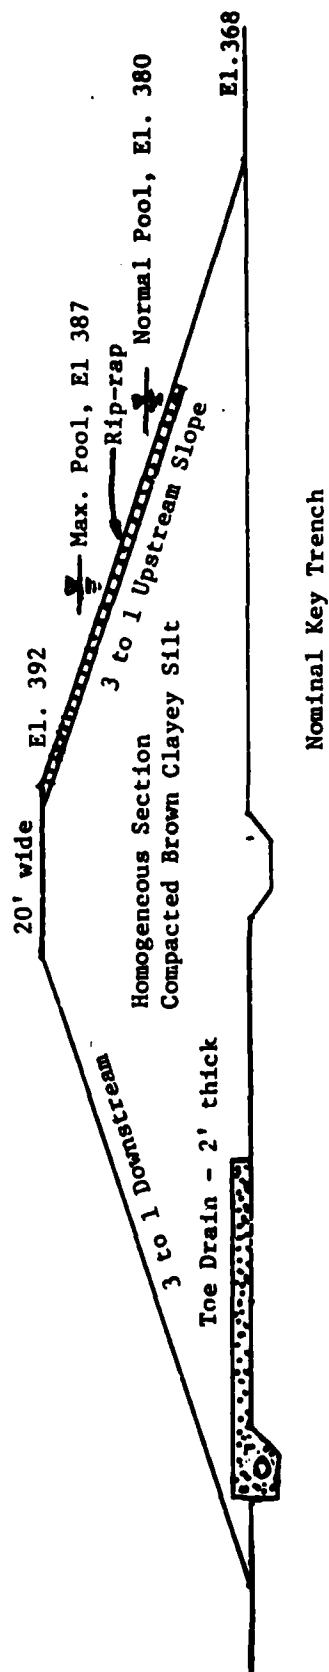 20' wide
El. 392
Max. Pool, El 387
Rip-rap
Normal Pool, El. 380
El.368
3 to 1 Upstream Slope
3 to 1 Downstream
Homogeneous Section
Compacted Brown Clayey Silt
Toe Drain - 2' thick
Nominal Key Trench